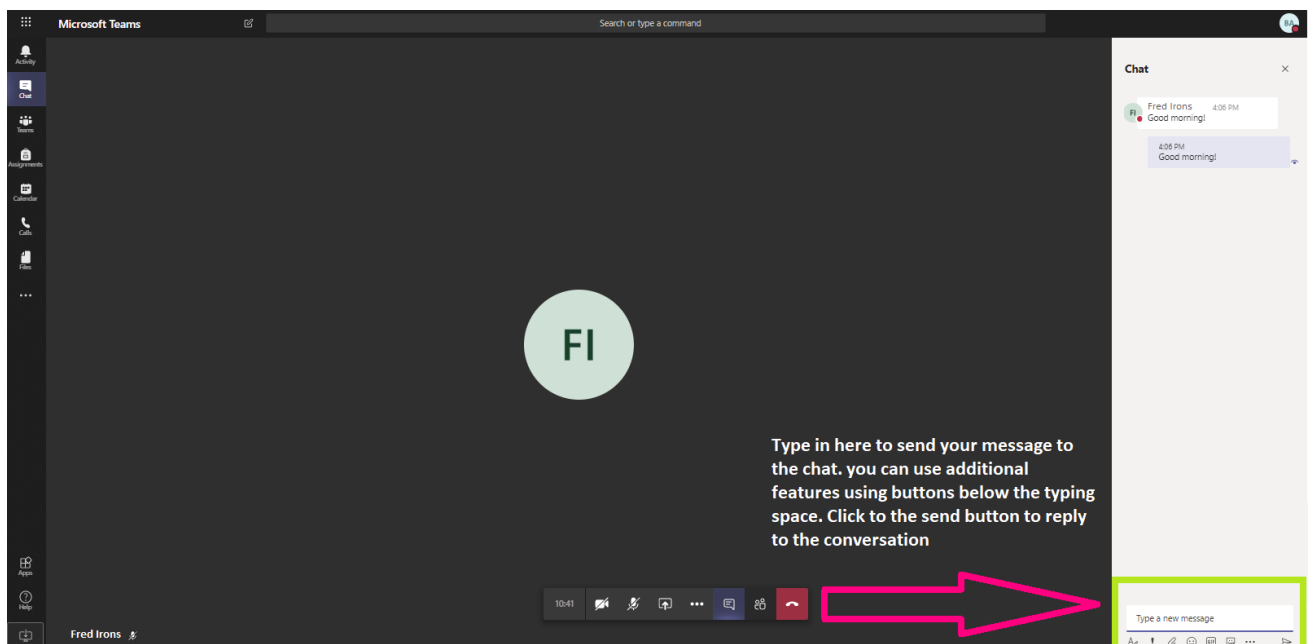 Microsoft Teams
Search or type a command
BA
Activity
Chat
Teams
Assignments
Calendar
Calls
Files
Apps
Help
Chat
FI
Fred Irons 4:06 PM
Good morning!
4:06 PM
Good morning!
FI
Type in here to send your message to
the chat. you can use additional
features using buttons below the typing
space. Click to the send button to reply
to the conversation
10:41
Fred Irons
Type a new message
GIF